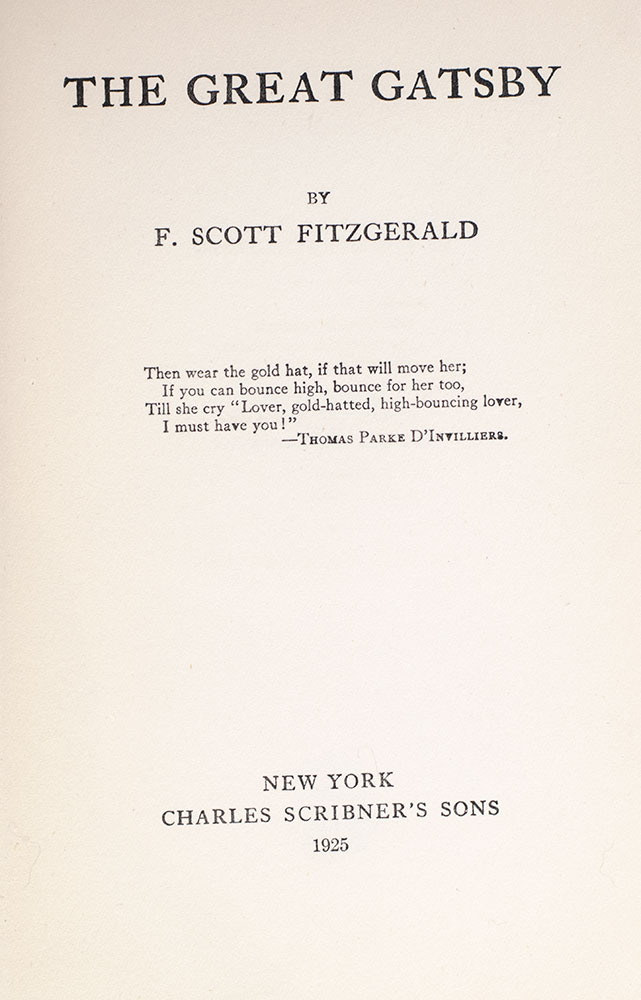 THE GREAT GATSBY
BY
F. SCOTT FITZGERALD
Then wear the gold hat, if that will move her;
If you can bounce high, bounce for her too,
Till she cry "Lover, gold-hatted, high-bouncing lover,
I must have you!"
—THOMAS PARKE D'INVILLIERS.
NEW YORK
CHARLES SCRIBNER'S SONS
1925